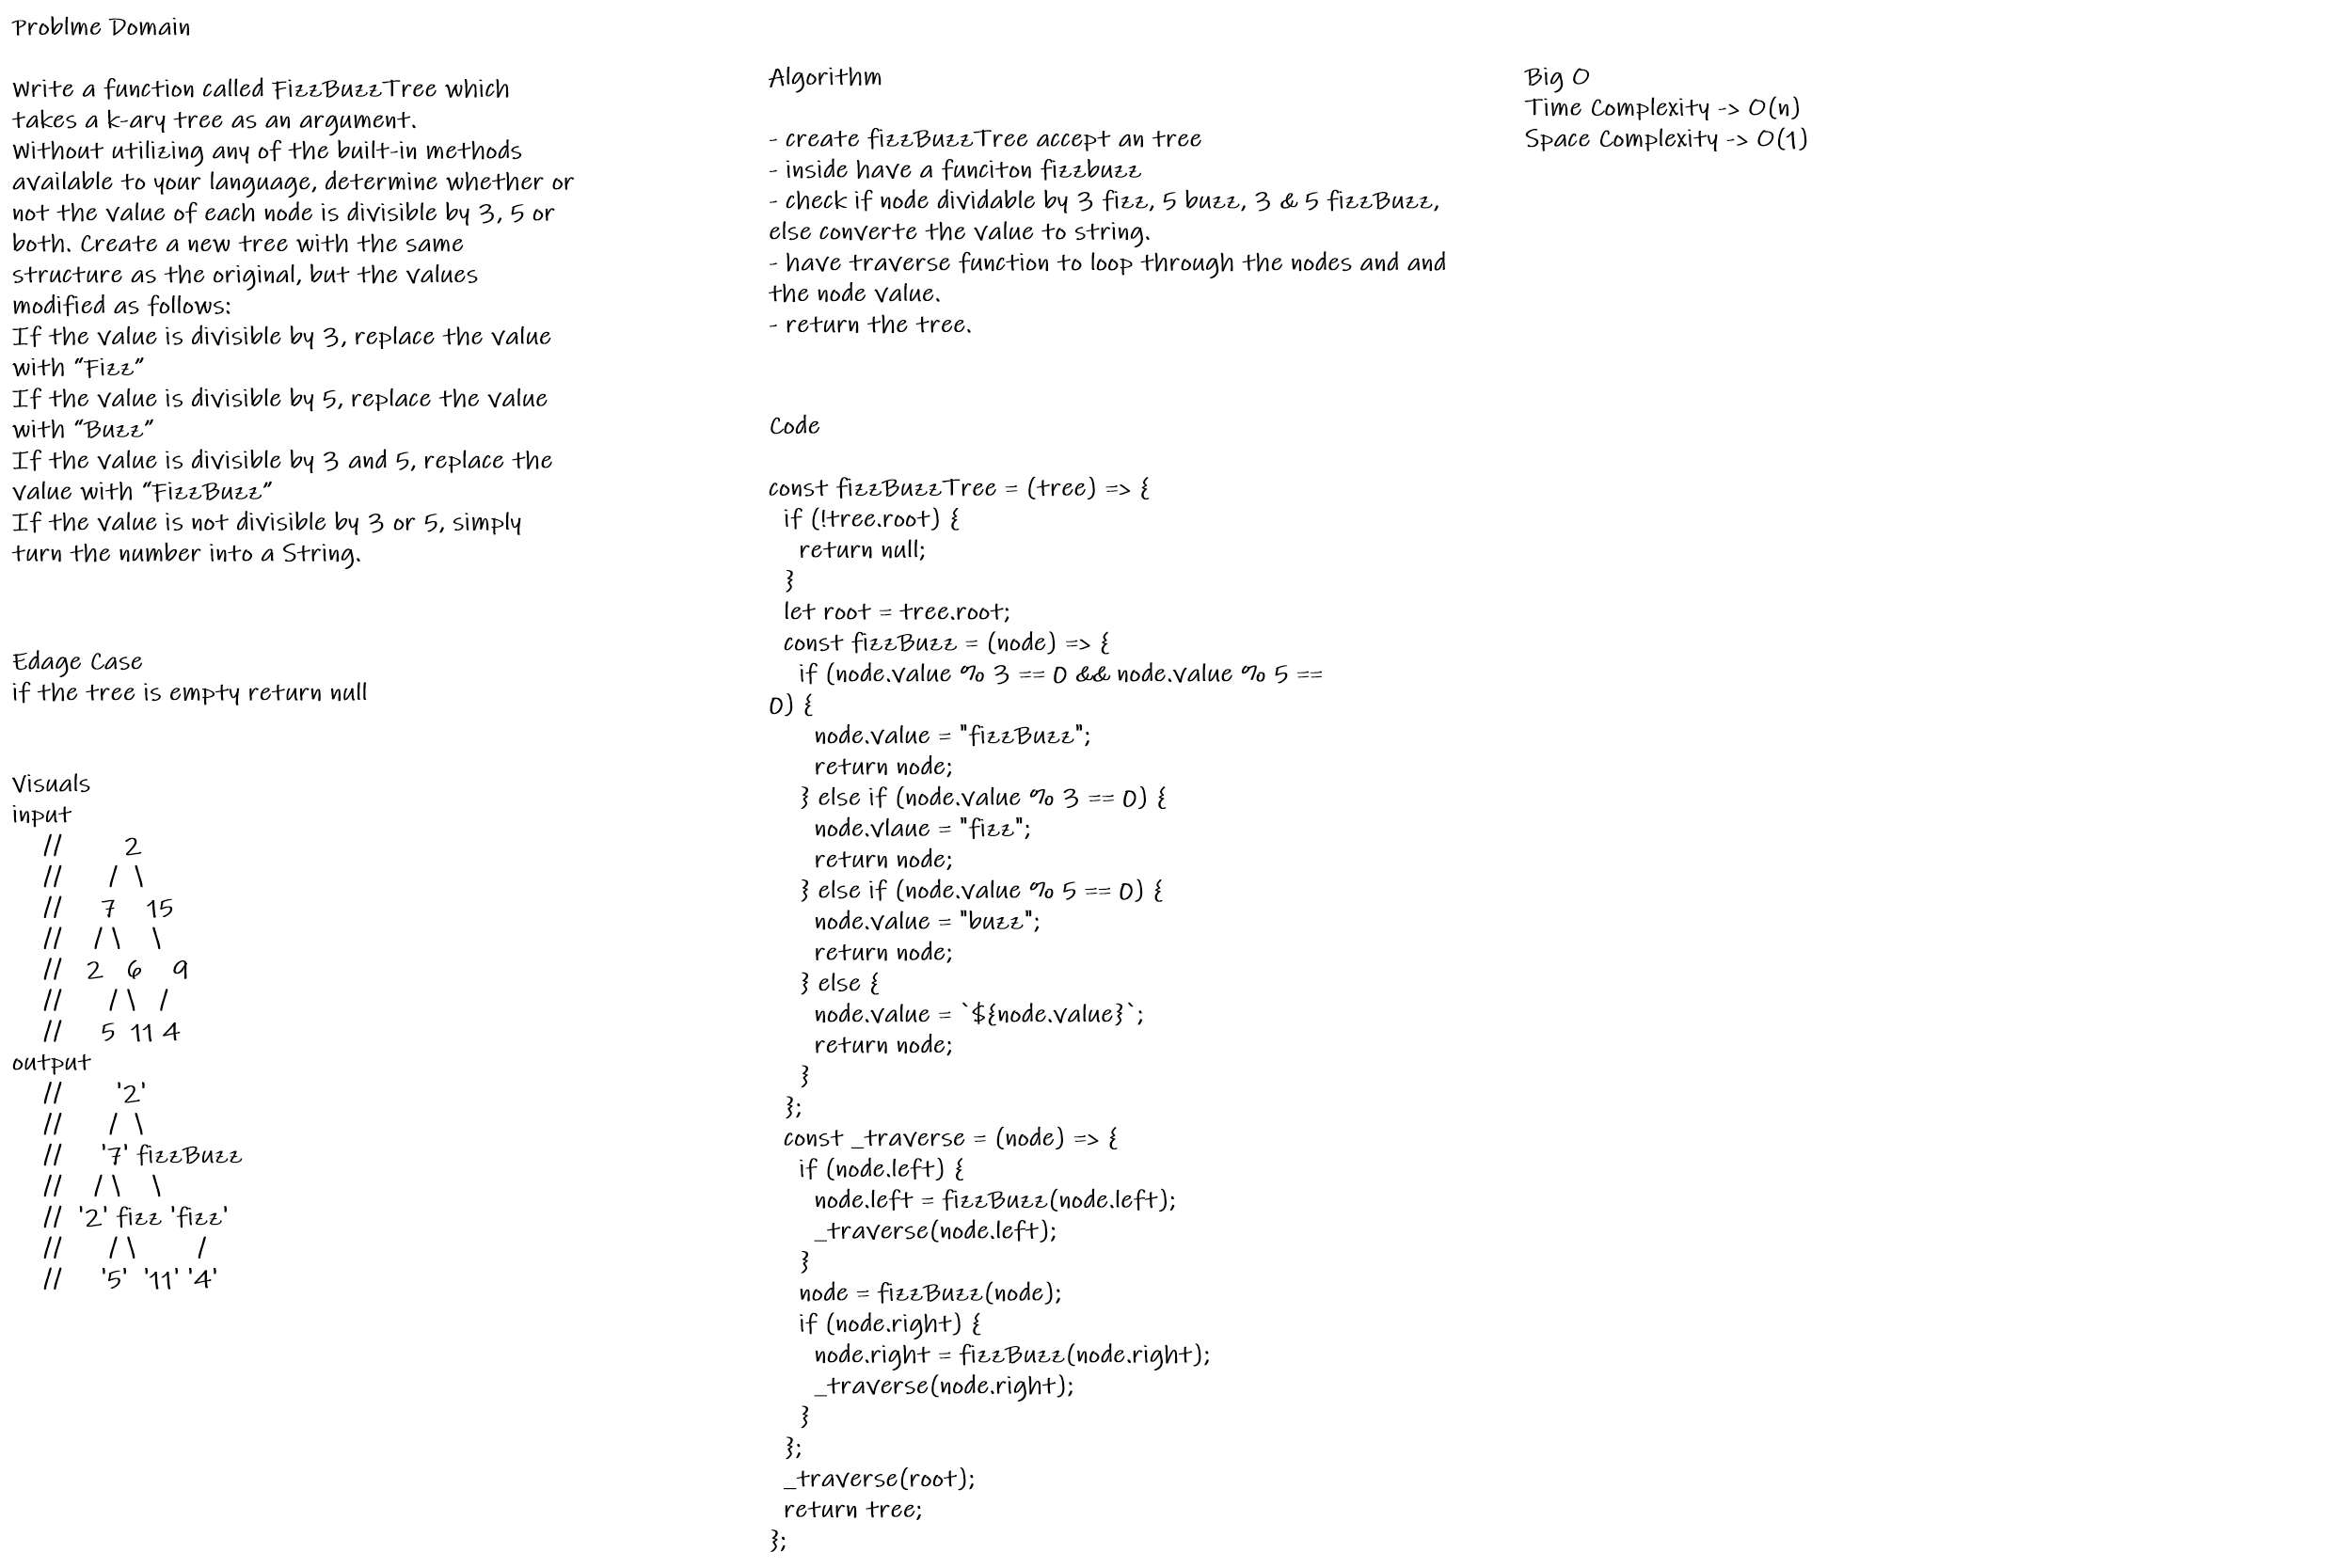 Problme Domain
Write a function called FizzBuzzTree which
takes a k-ary tree as an argument.
Without utilizing any of the built-in methods
available to your language, determine whether or
not the value of each node is divisible by 3, 5 or
both. Create a new tree with the same
structure as the original, but the values
modified as follows:
If the value is divisible by 3, replace the value
with “Fizz”
If the value is divisible by 5, replace the value
with “Buzz”
If the value is divisible by 3 and 5, replace the
value with “FizzBuzz”
If the value is not divisible by 3 or 5, simply
turn the number into a String.
Edage Case
if the tree is empty return null
Visuals
input
// 2
// / \
// 7 15
// / \ \
// 2 6 9
// / \ /
// 5 11 4
output
// '2'
// / \
// '7' fizzBuzz
// / \ \
// '2' fizz 'fizz'
// / \ /
// '5' '11' '4'
Algorithm
- create fizzBuzzTree accept an tree
- inside have a funciton fizzbuzz
- check if node dividable by 3 fizz, 5 buzz, 3 & 5 fizzBuzz,
else converte the value to string.
- have traverse function to loop through the nodes and and
the node value.
- return the tree.
Code
const fizzBuzzTree = (tree) => {
if (!tree.root) {
return null;
}
let root = tree.root;
const fizzBuzz = (node) => {
if (node.value % 3 == 0 && node.value % 5 ==
0) {
node.value = "fizzBuzz";
return node;
} else if (node.value % 3 == 0) {
node.vlaue = "fizz";
return node;
} else if (node.value % 5 == 0) {
node.value = "buzz";
return node;
} else {
node.value = `${node.value}`;
return node;
}
};
const _traverse = (node) => {
if (node.left) {
node.left = fizzBuzz(node.left);
_traverse(node.left);
}
node = fizzBuzz(node);
if (node.right) {
node.right = fizzBuzz(node.right);
_traverse(node.right);
}
};
_traverse(root);
return tree;
};
Big O
Time Complexity -> O(n)
Space Complexity -> O(1)